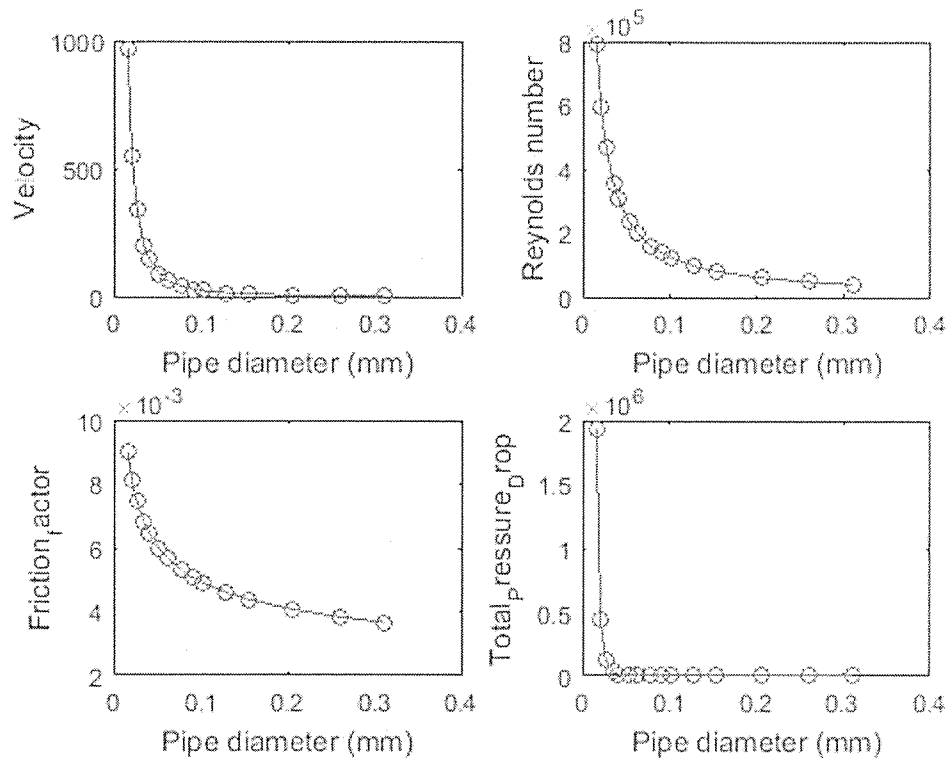 1000
500
0
Velocity
0 0.1 0.2 0.3 0.4
Pipe diameter (mm)
× 10^5
8
6
4
2
0
Reynolds number
0 0.1 0.2 0.3 0.4
Pipe diameter (mm)
× 10^-3
10
8
6
4
2
Friction_factor
0 0.1 0.2 0.3 0.4
Pipe diameter (mm)
× 10^6
2
1.5
1
0.5
0
Total_Pressure_Drop
0 0.1 0.2 0.3 0.4
Pipe diameter (mm)